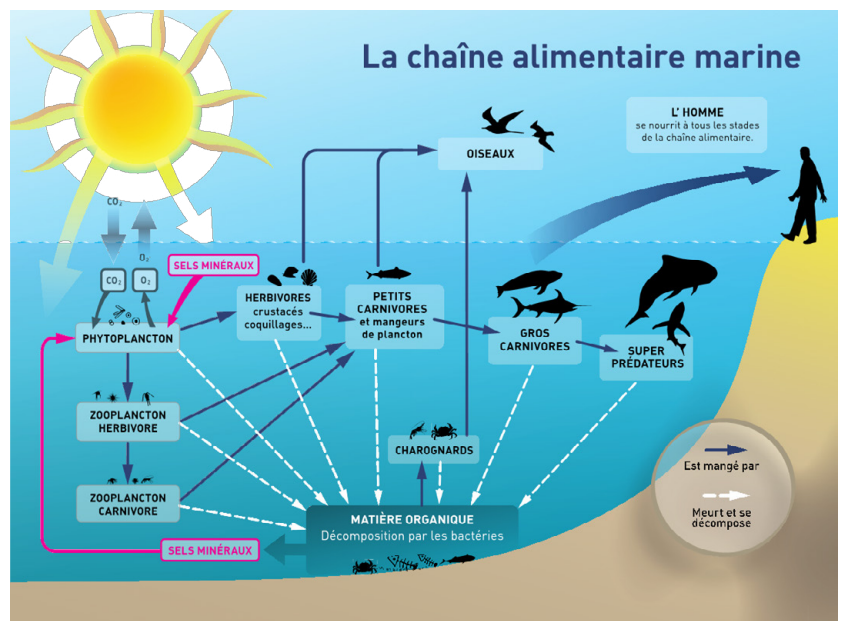 La chaîne alimentaire marine
L' HOMME
se nourrit à tous les stades
de la chaîne alimentaire.
OISEAUX
CO₂
O₂
SELS MINÉRAUX
CO₂
O₂
HERBIVORES
crustacés
coquillages...
PETITS
CARNIVORES
et mangeurs
de plancton
PHYTOPLANCTON
GROS
CARNIVORES
SUPER
PRÉDATEURS
ZOOPLANCTON
HERBIVORE
CHAROGNARDS
ZOOPLANCTON
CARNIVORE
Est mangé par
Meurt et se
décompose
MATIÈRE ORGANIQUE
Décomposition par les bactéries
SELS MINÉRAUX